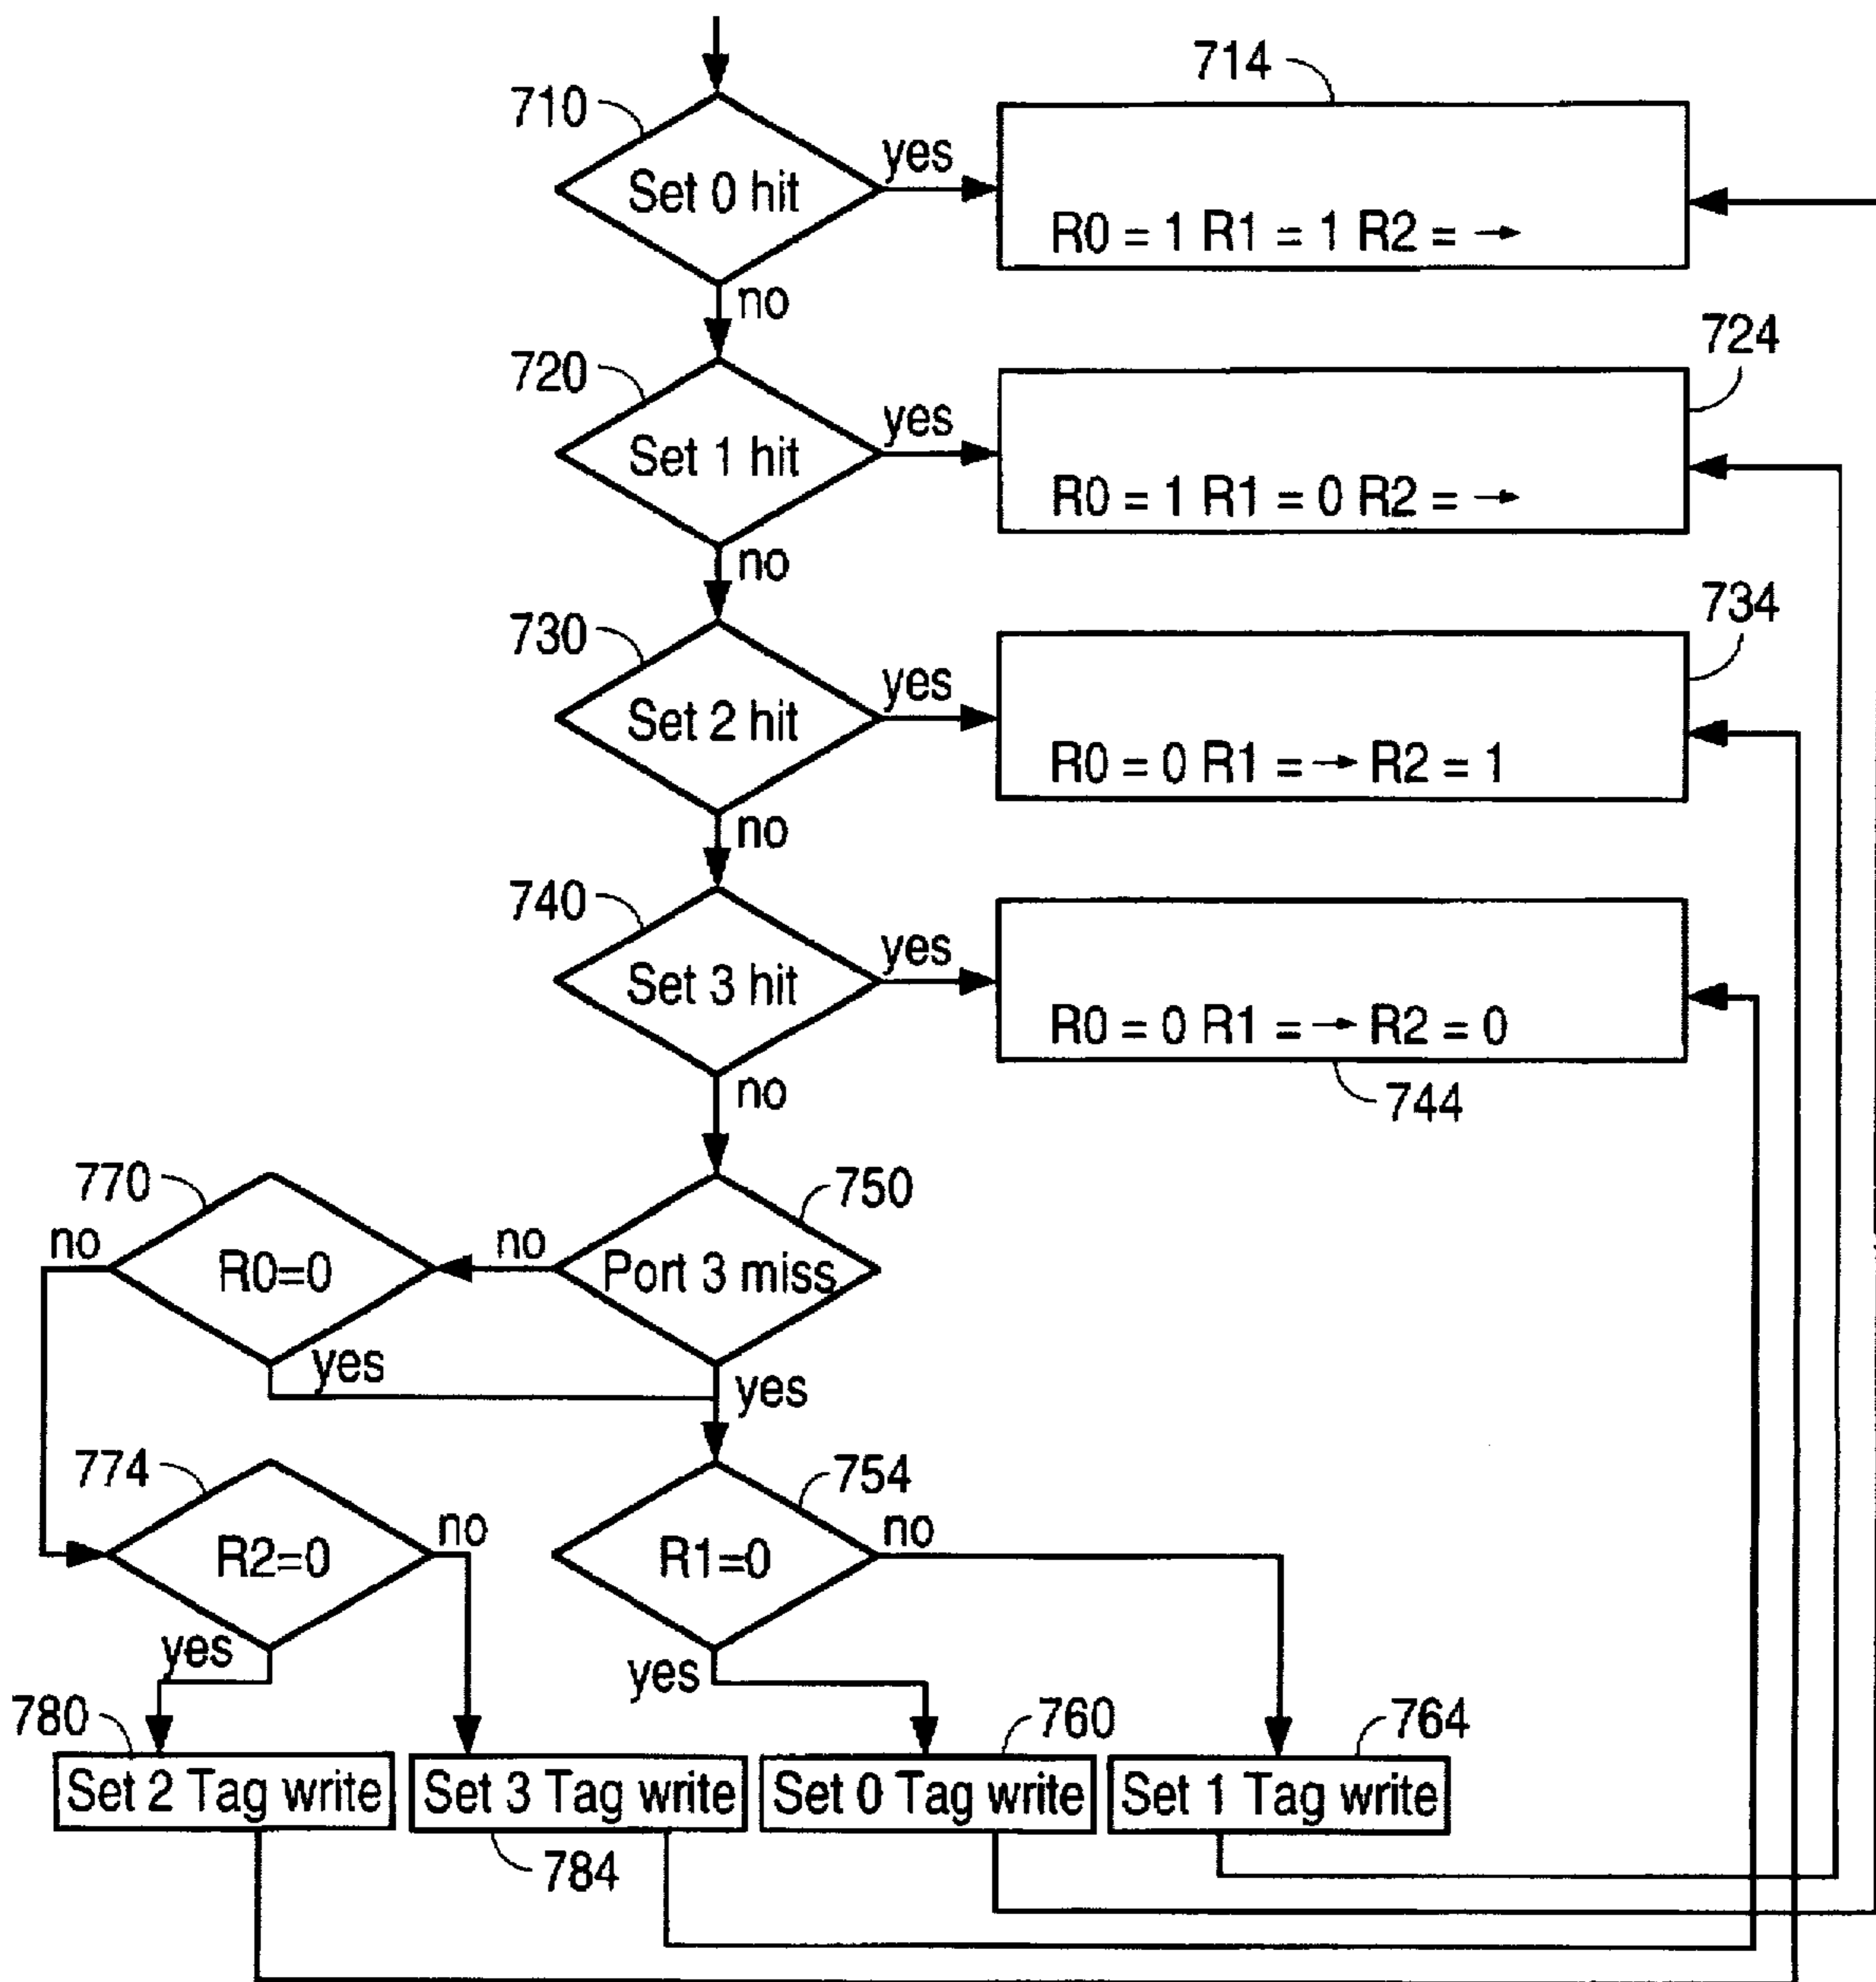 714
710
yes
Set 0 hit
R0 = 1 R1 = 1 R2 = →
no
724
720
yes
Set 1 hit
R0 = 1 R1 = 0 R2 = →
no
734
730
yes
Set 2 hit
R0 = 0 R1 = → R2 = 1
no
740
yes
Set 3 hit
R0 = 0 R1 = → R2 = 0
no
744
770
750
no
no
R0=0
Port 3 miss
yes
yes
774
754
no
no
R2=0
R1=0
yes
yes
780
760
764
Set 2 Tag write
Set 3 Tag write
Set 0 Tag write
Set 1 Tag write
784